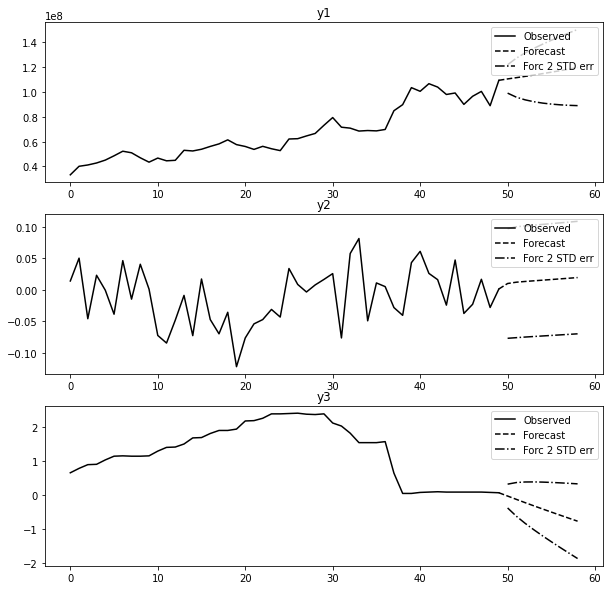 y1
1e8
1.4
1.2
1.0
0.8
0.6
0.4
Observed
Forecast
Forc 2 STD err
0 10 20 30 40 50 60
y2
0.10
0.05
0.00
−0.05
−0.10
Observed
Forecast
Forc 2 STD err
0 10 20 30 40 50 60
y3
2
1
0
−1
−2
Observed
Forecast
Forc 2 STD err
0 10 20 30 40 50 60